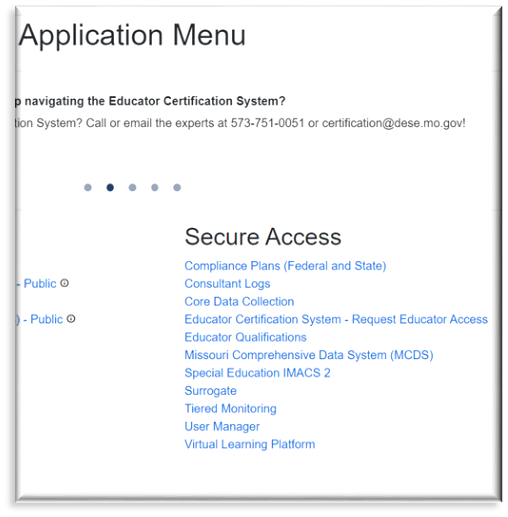 Application Menu
p navigating the Educator Certification System?
tion System? Call or email the experts at 573-751-0051 or certification@dese.mo.gov!
Secure Access
Compliance Plans (Federal and State)
- Public
Consultant Logs
Core Data Collection
) - Public
Educator Certification System - Request Educator Access
Educator Qualifications
Missouri Comprehensive Data System (MCDS)
Special Education IMACS 2
Surrogate
Tiered Monitoring
User Manager
Virtual Learning Platform